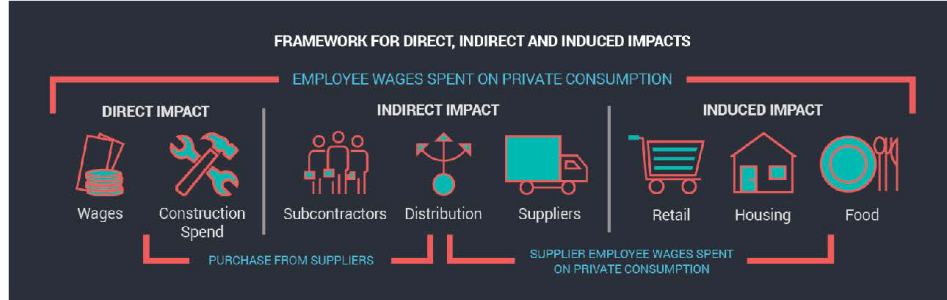 FRAMEWORK FOR DIRECT, INDIRECT AND INDUCED IMPACTS
EMPLOYEE WAGES SPENT ON PRIVATE CONSUMPTION
DIRECT IMPACT
INDIRECT IMPACT
INDUCED IMPACT
Wages
Construction
Spend
Subcontractors
Distribution
Suppliers
Retail
Housing
Food
PURCHASE FROM SUPPLIERS
SUPPLIER EMPLOYEE WAGES SPENT
ON PRIVATE CONSUMPTION